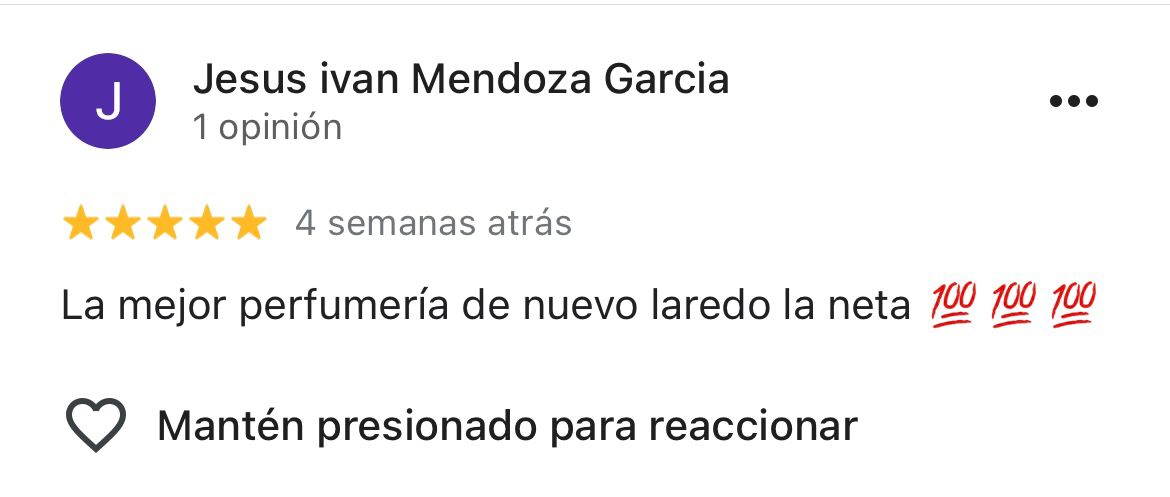 J
Jesus ivan Mendoza Garcia
1 opinión
4 semanas atrás
La mejor perfumería de nuevo laredo la neta 💯 💯 💯
Mantén presionado para reaccionar